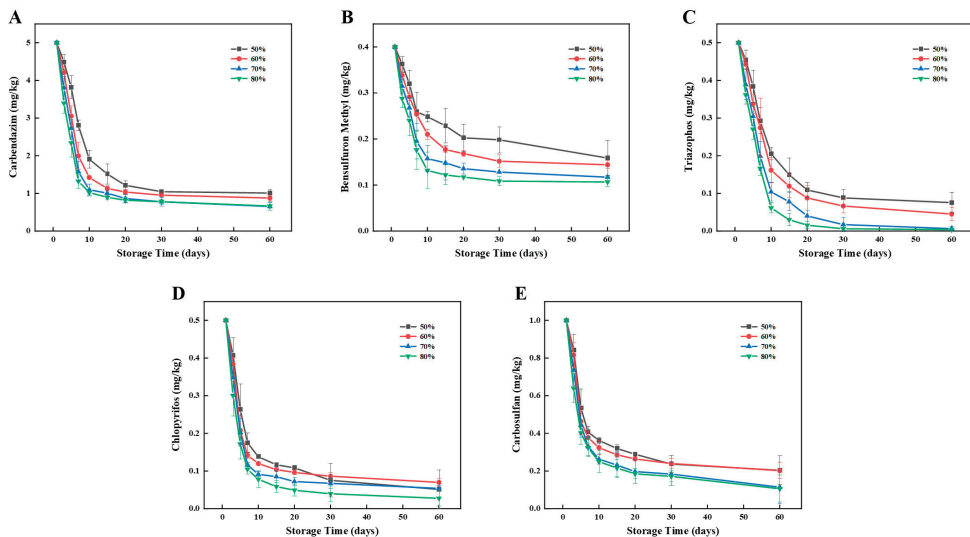 A
Carbendazim (mg/kg)
5
4
3
2
1
0
50%
60%
70%
80%
0 10 20 30 40 50 60
Storage Time (days)
B
Bensulfuron Methyl (mg/kg)
0.4
0.3
0.2
0.1
0.0
50%
60%
70%
80%
0 10 20 30 40 50 60
Storage Time (days)
C
Triazophos (mg/kg)
0.5
0.4
0.3
0.2
0.1
0.0
50%
60%
70%
80%
0 10 20 30 40 50 60
Storage Time (days)
D
Chlopyrifos (mg/kg)
0.5
0.4
0.3
0.2
0.1
0.0
50%
60%
70%
80%
0 10 20 30 40 50 60
Storage Time (days)
E
Carbosulfan (mg/kg)
1.0
0.8
0.6
0.4
0.2
0.0
50%
60%
70%
80%
0 10 20 30 40 50 60
Storage Time (days)